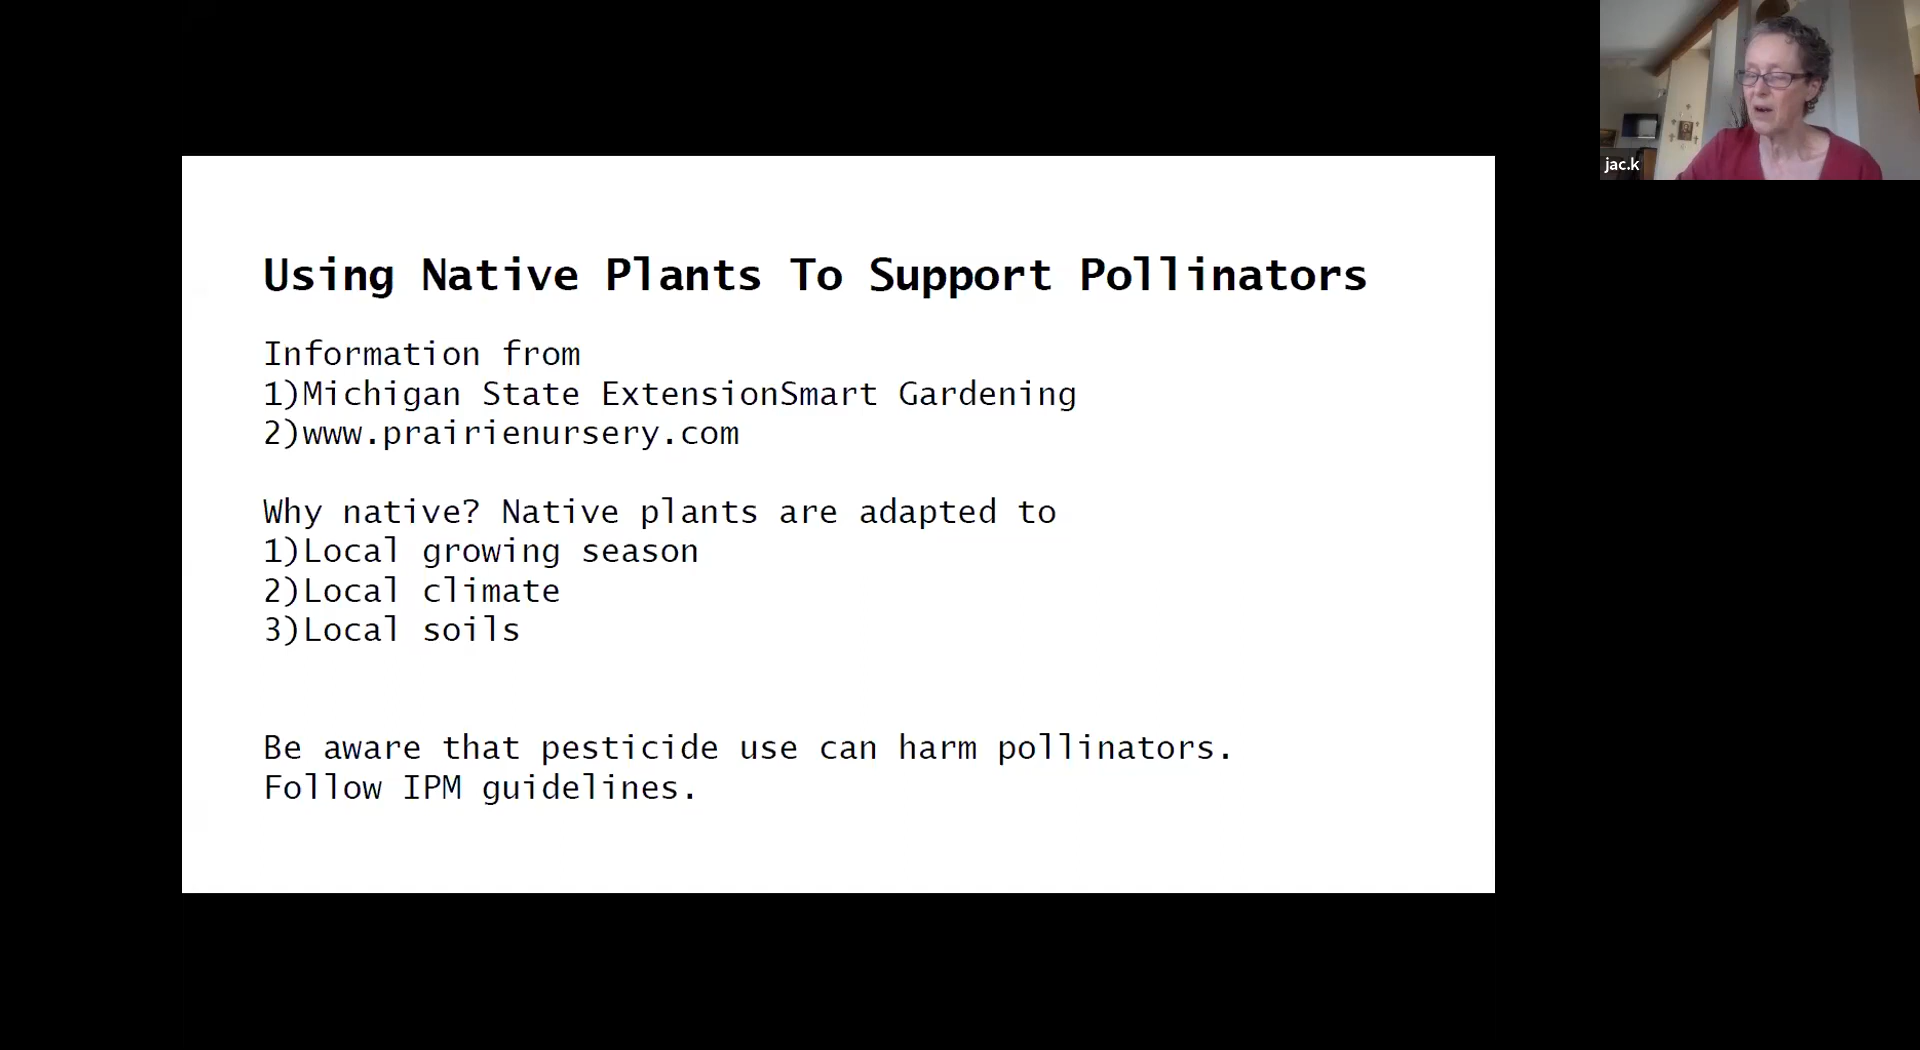 Using Native Plants To Support Pollinators
Information from
1)Michigan State ExtensionSmart Gardening
2)www.prairienursery.com
Why native? Native plants are adapted to
1)Local growing season
2)Local climate
3)Local soils
Be aware that pesticide use can harm pollinators.
Follow IPM guidelines.
jac.k